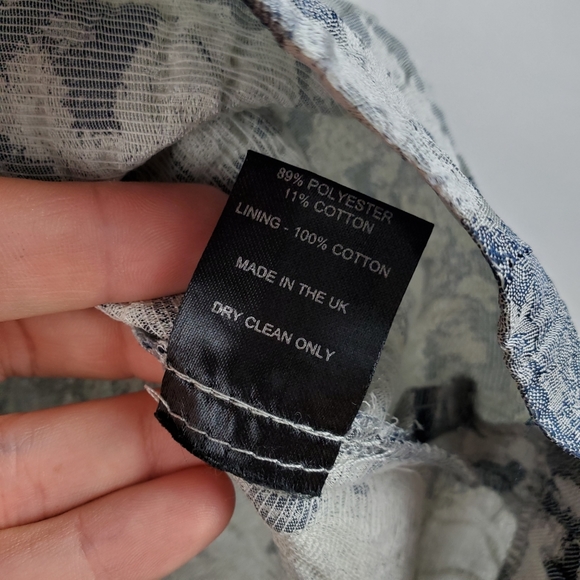 89% POLYESTER
11% COTTON
LINING - 100% COTTON
MADE IN THE UK
DRY CLEAN ONLY